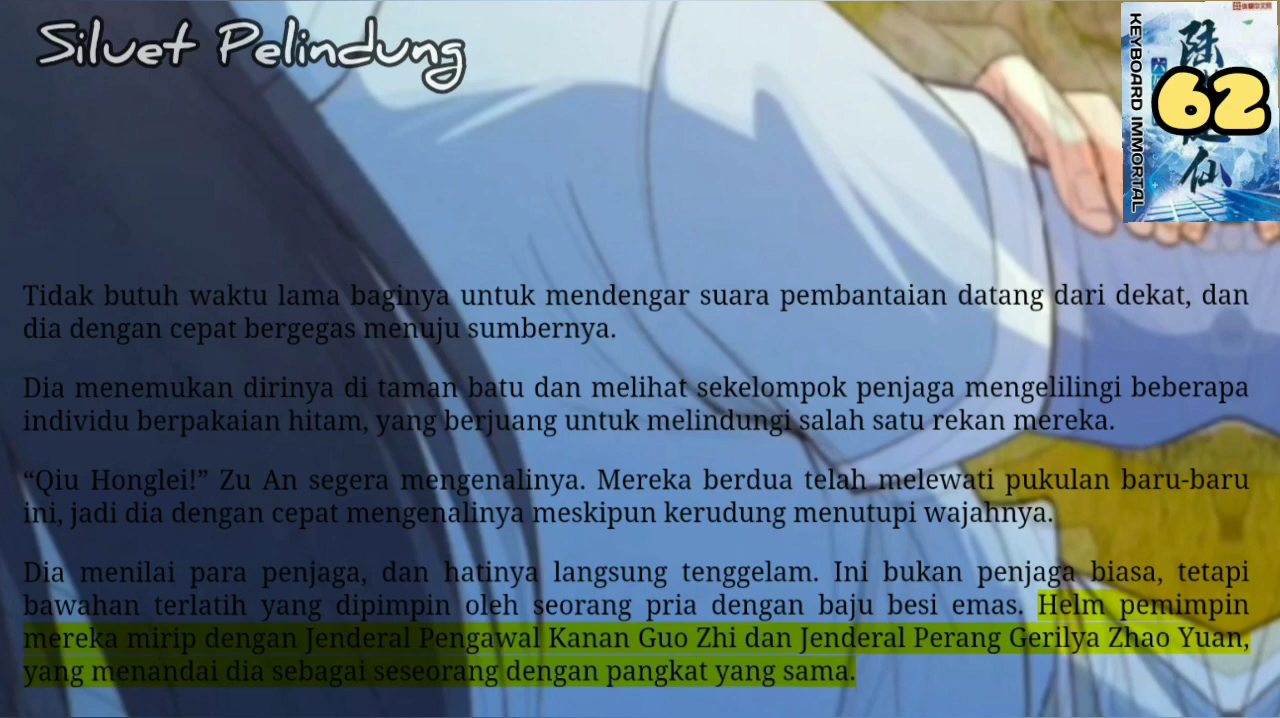 Siluet Pelindung
KEYBOARD IMMORTAL
62
Tidak butuh waktu lama baginya untuk mendengar suara pembantaian datang dari dekat, dan
dia dengan cepat bergegas menuju sumbernya.
Dia menemukan dirinya di taman batu dan melihat sekelompok penjaga mengelilingi beberapa
individu berpakaian hitam, yang berjuang untuk melindungi salah satu rekan mereka.
“Qiu Honglei!” Zu An segera mengenalinya. Mereka berdua telah melewati pukulan baru-baru
ini, jadi dia dengan cepat mengenalinya meskipun kerudung menutupi wajahnya.
Dia menilai para penjaga, dan hatinya langsung tenggelam. Ini bukan penjaga biasa, tetapi
bawahan terlatih yang dipimpin oleh seorang pria dengan baju besi emas. Helm pemimpin
mereka mirip dengan Jenderal Pengawal Kanan Guo Zhi dan Jenderal Perang Gerilya Zhao Yuan,
yang menandai dia sebagai seseorang dengan pangkat yang sama.